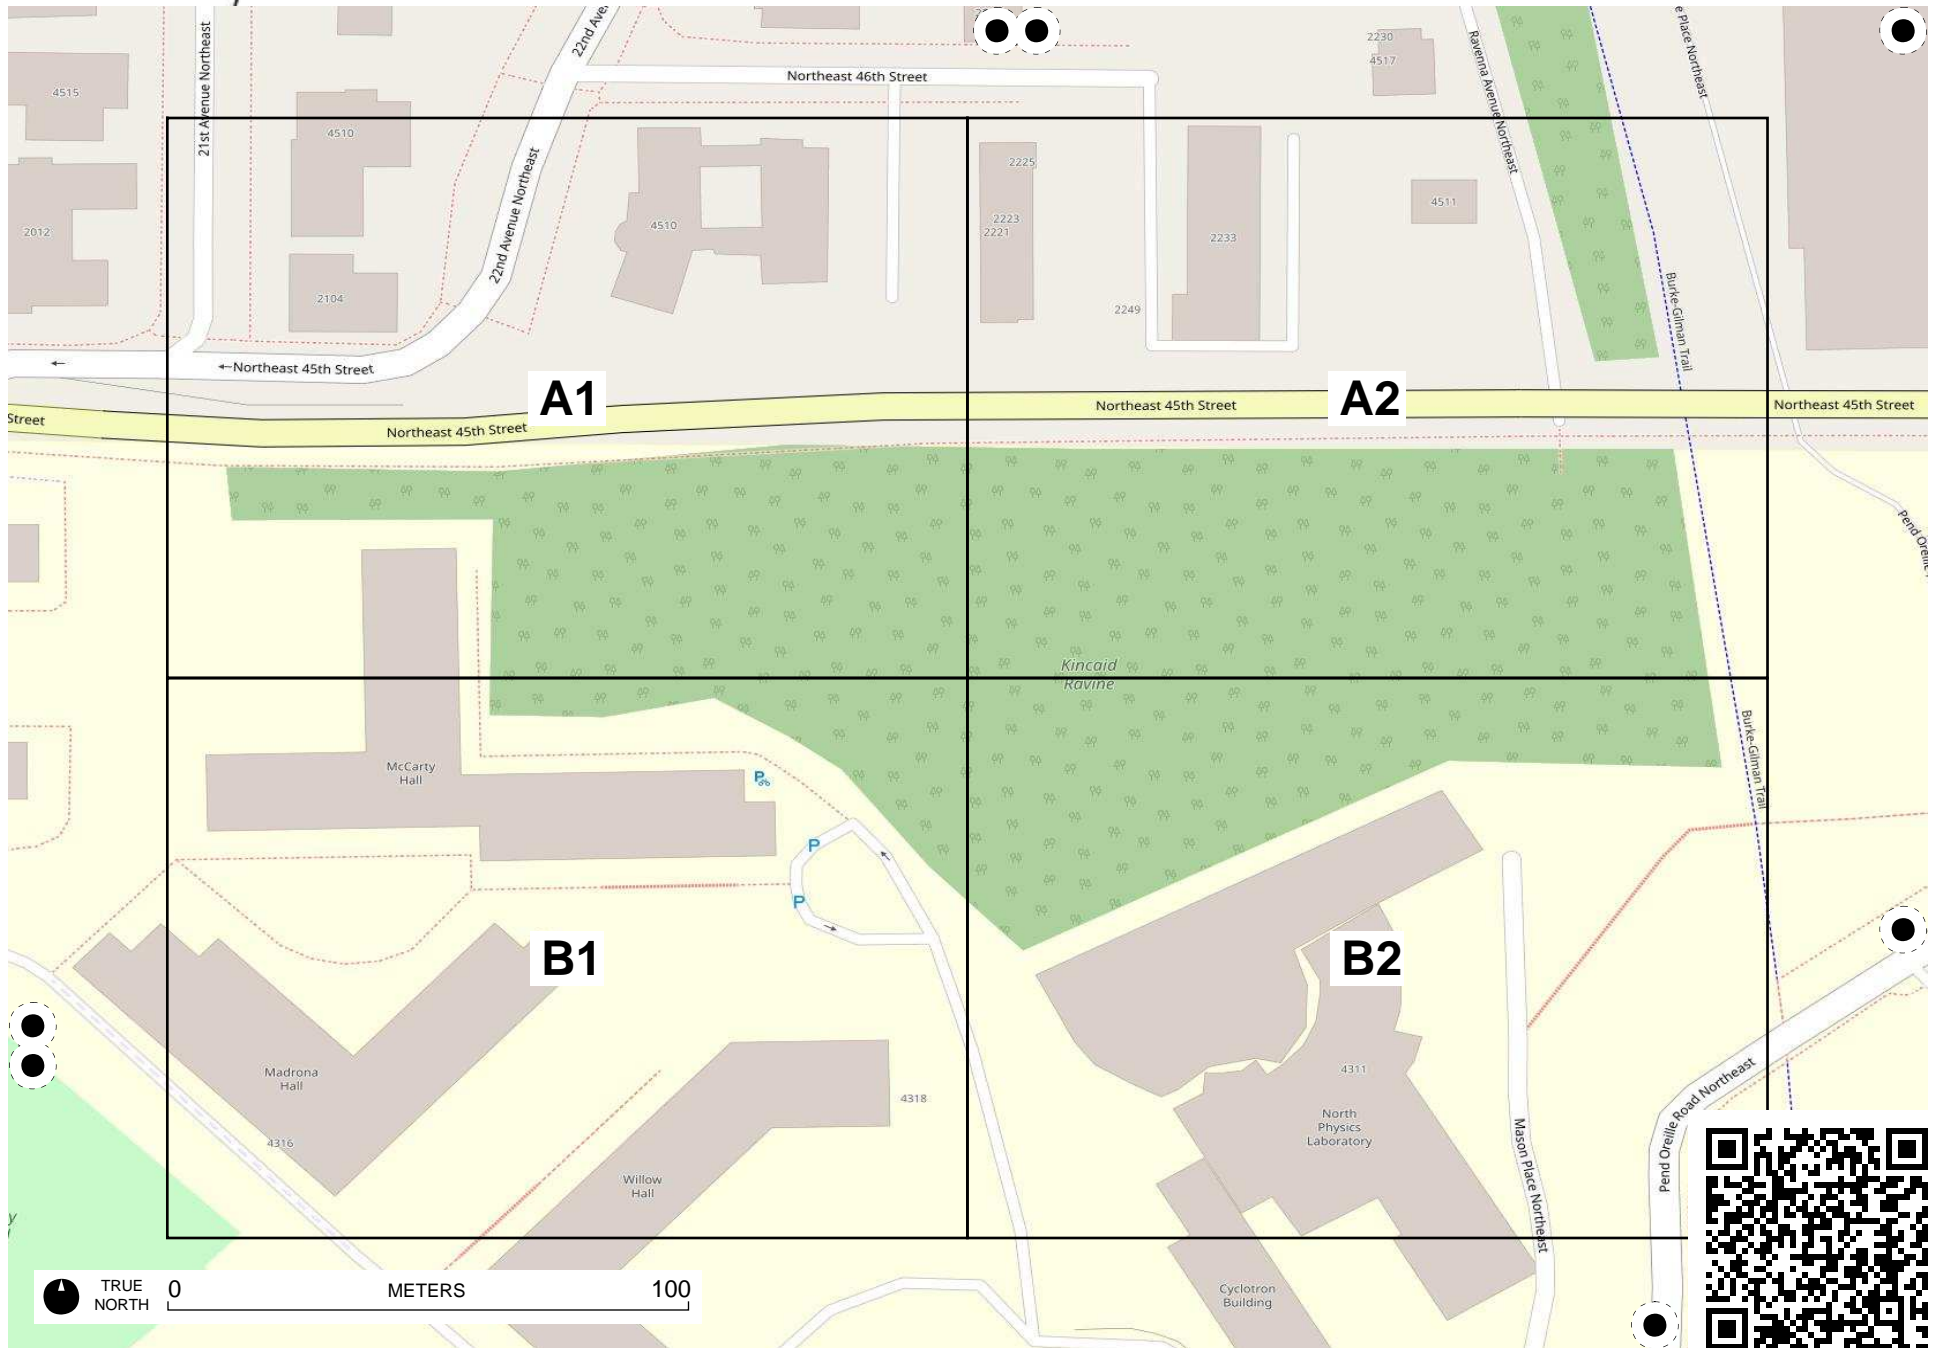 22nd Ave
Northeast 46th Street
2230
4517
Ravenna Avenue Northeast
e Place Northeast
4515
21st Avenue Northeast
4510
22nd Avenue Northeast
4510
2225
2223
2221
2233
4511
2012
2104
2249
Burke-Gilman Trail
Northeast 45th Street
A1
A2
Street
Northeast 45th Street
Northeast 45th Street
Northeast 45th Street
Pend Oreille
Kincaid
Ravine
McCarty
Hall
P
P
P
Burke-Gilman Trail
B1
B2
Madrona
Hall
4316
4318
Willow
Hall
4311
North
Physics
Laboratory
Mason Place Northeast
Pend Oreille Road Northeast
y
Cyclotron
Building
TRUE
NORTH
0 METERS 100